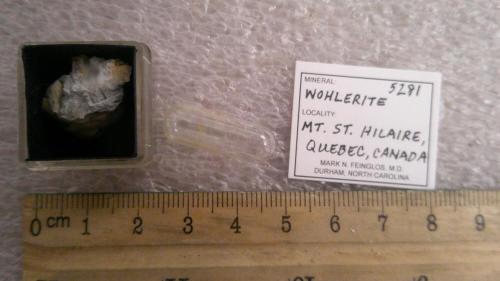 MINERAL 5281
WOHLERITE
LOCALITY:
MT. ST. HILAIRE,
QUEBEC, CANADA
MARK N. FEINGLOS, M.D.
DURHAM, NORTH CAROLINA
0 cm 1 2 3 4 5 6 7 8 9